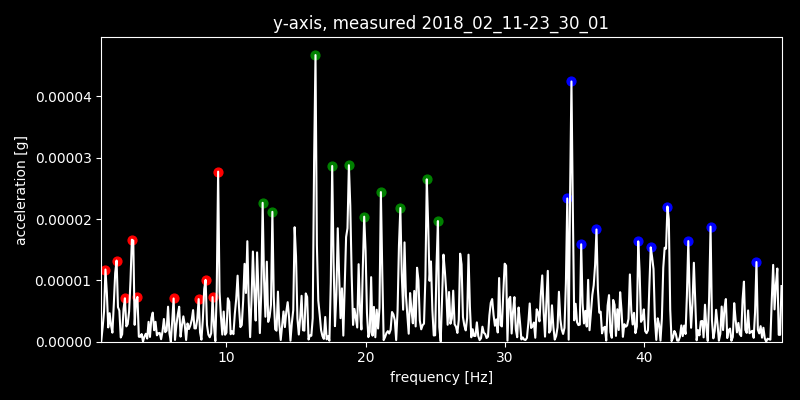 y-axis, measured 2018_02_11-23_30_01
0.00004
0.00003
0.00002
0.00001
0.00000
acceleration [g]
10 20 30 40
frequency [Hz]